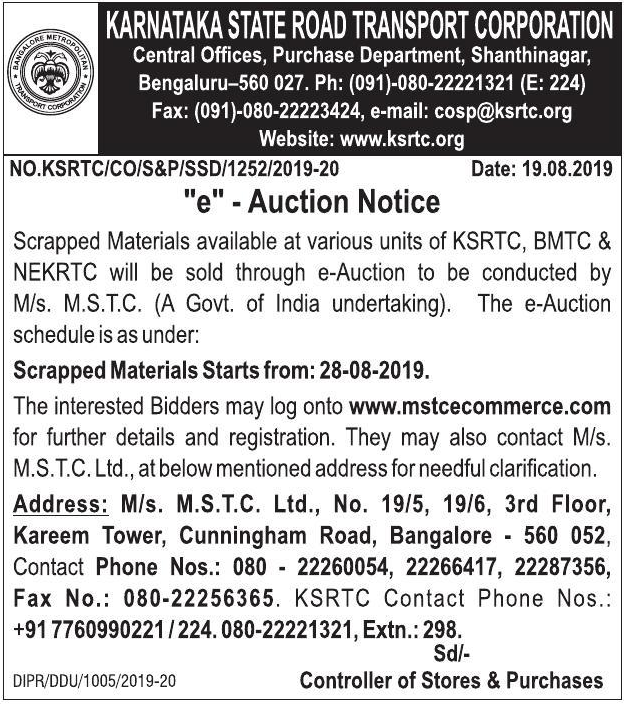 BANGALORE METROPOLITAN
TRANSPORT CORPORATION
KARNATAKA STATE ROAD TRANSPORT CORPORATION
Central Offices, Purchase Department, Shanthinagar,
Bengaluru–560 027. Ph: (091)-080-22221321 (E: 224)
Fax: (091)-080-22223424, e-mail: cosp@ksrtc.org
Website: www.ksrtc.org
NO.KSRTC/CO/S&P/SSD/1252/2019-20 Date: 19.08.2019
"e" - Auction Notice
Scrapped Materials available at various units of KSRTC, BMTC &
NEKRTC will be sold through e-Auction to be conducted by
M/s. M.S.T.C. (A Govt. of India undertaking). The e-Auction
schedule is as under:
Scrapped Materials Starts from: 28-08-2019.
The interested Bidders may log onto www.mstcecommerce.com
for further details and registration. They may also contact M/s.
M.S.T.C. Ltd., at below mentioned address for needful clarification.
Address: M/s. M.S.T.C. Ltd., No. 19/5, 19/6, 3rd Floor,
Kareem Tower, Cunningham Road, Bangalore - 560 052,
Contact Phone Nos.: 080 - 22260054, 22266417, 22287356,
Fax No.: 080-22256365. KSRTC Contact Phone Nos.:
+91 7760990221 / 224. 080-22221321, Extn.: 298.
Sd/-
DIPR/DDU/1005/2019-20 Controller of Stores & Purchases